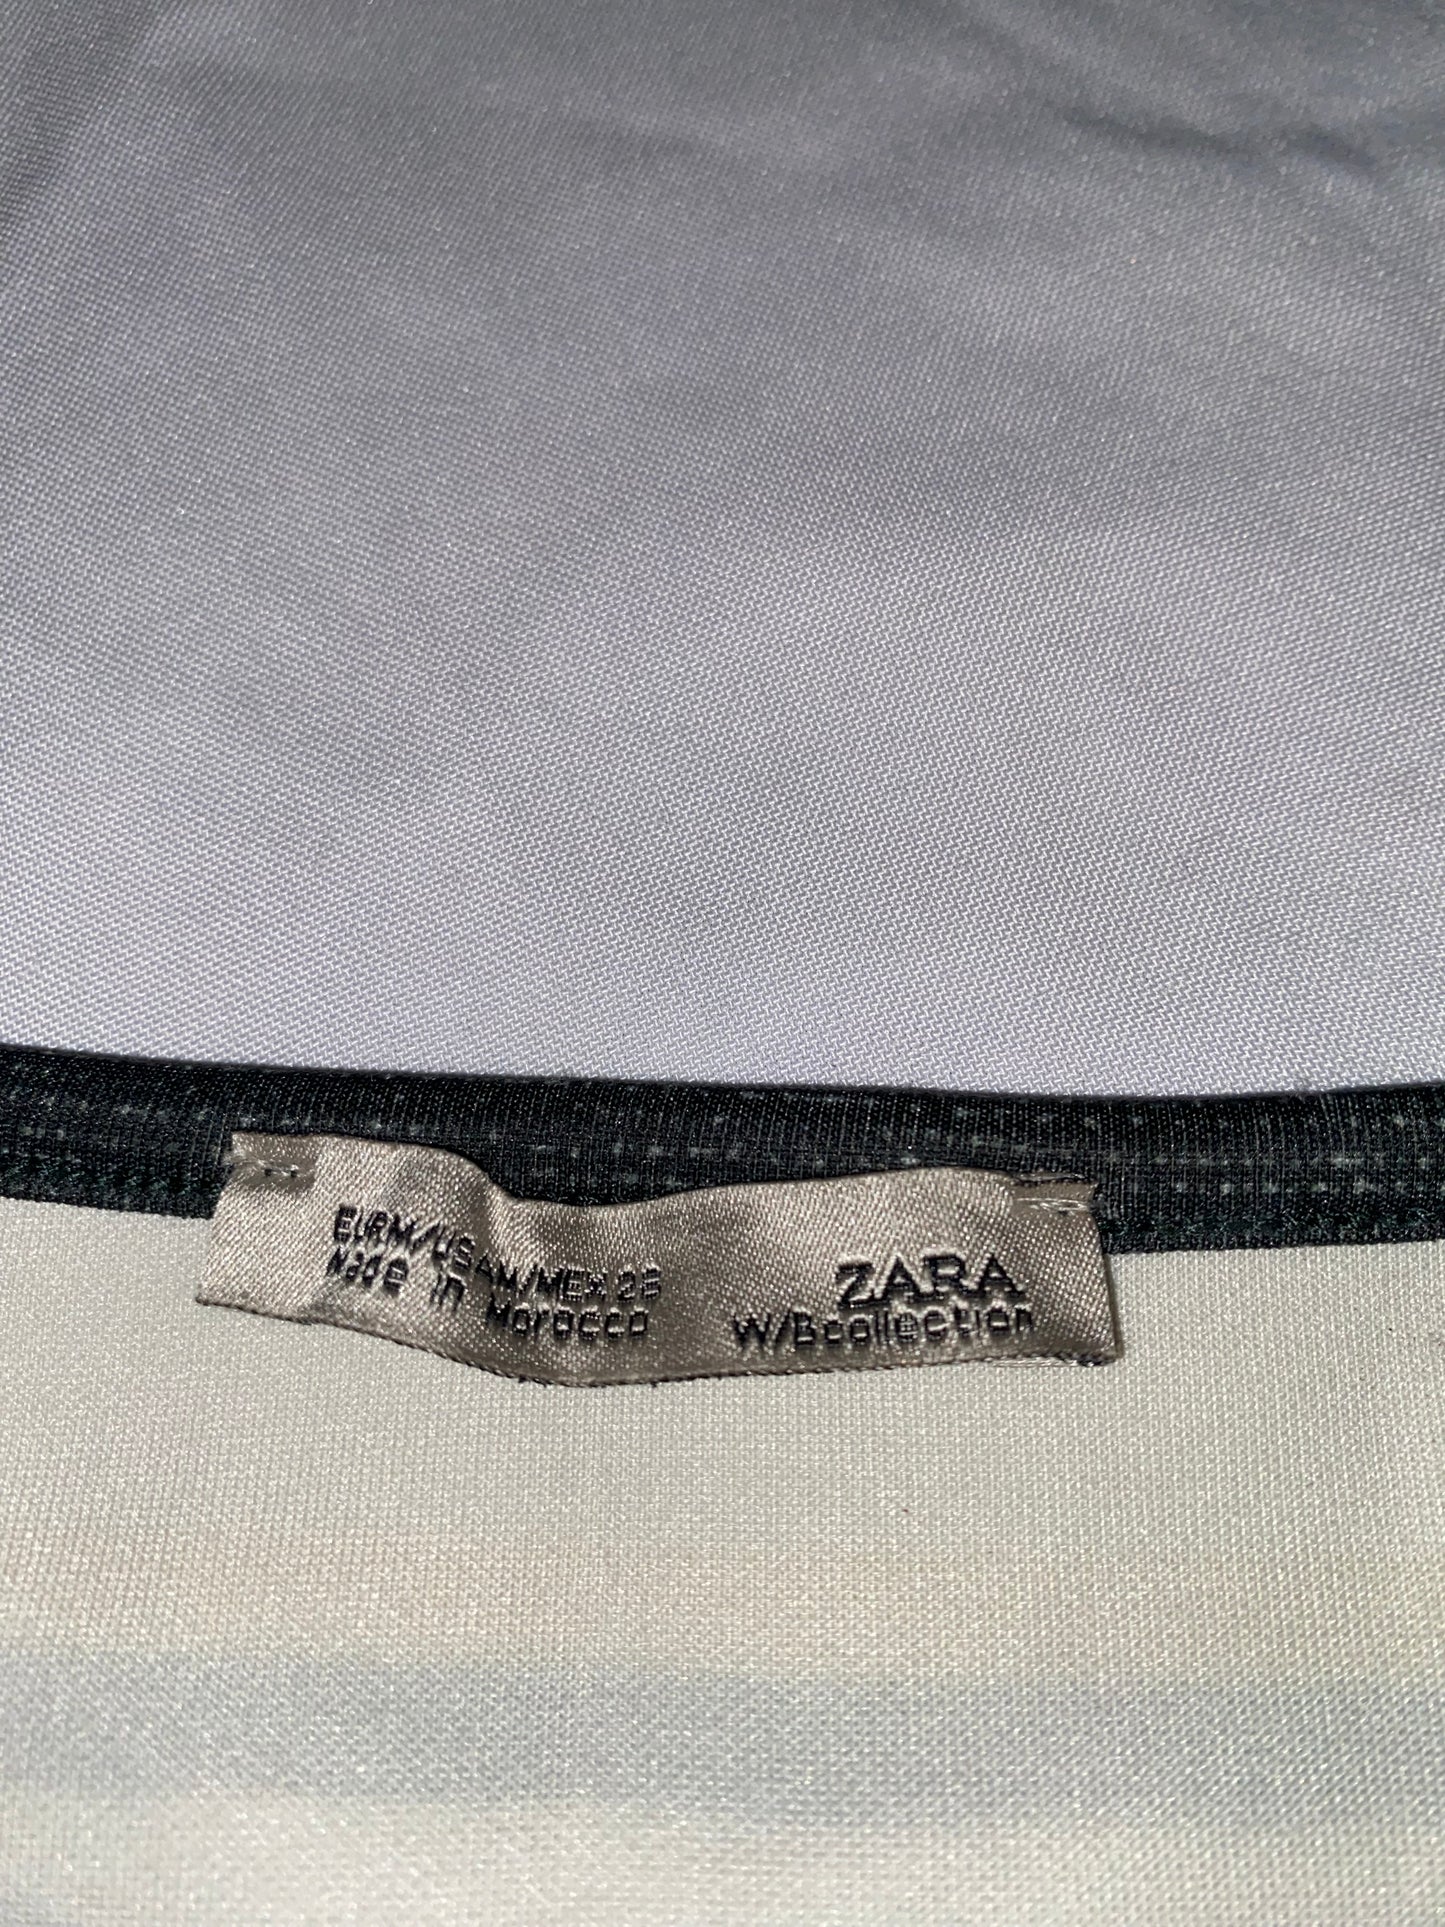 EUR M/USA M/MEX 28
Made in Morocco
ZARA
W/B collection